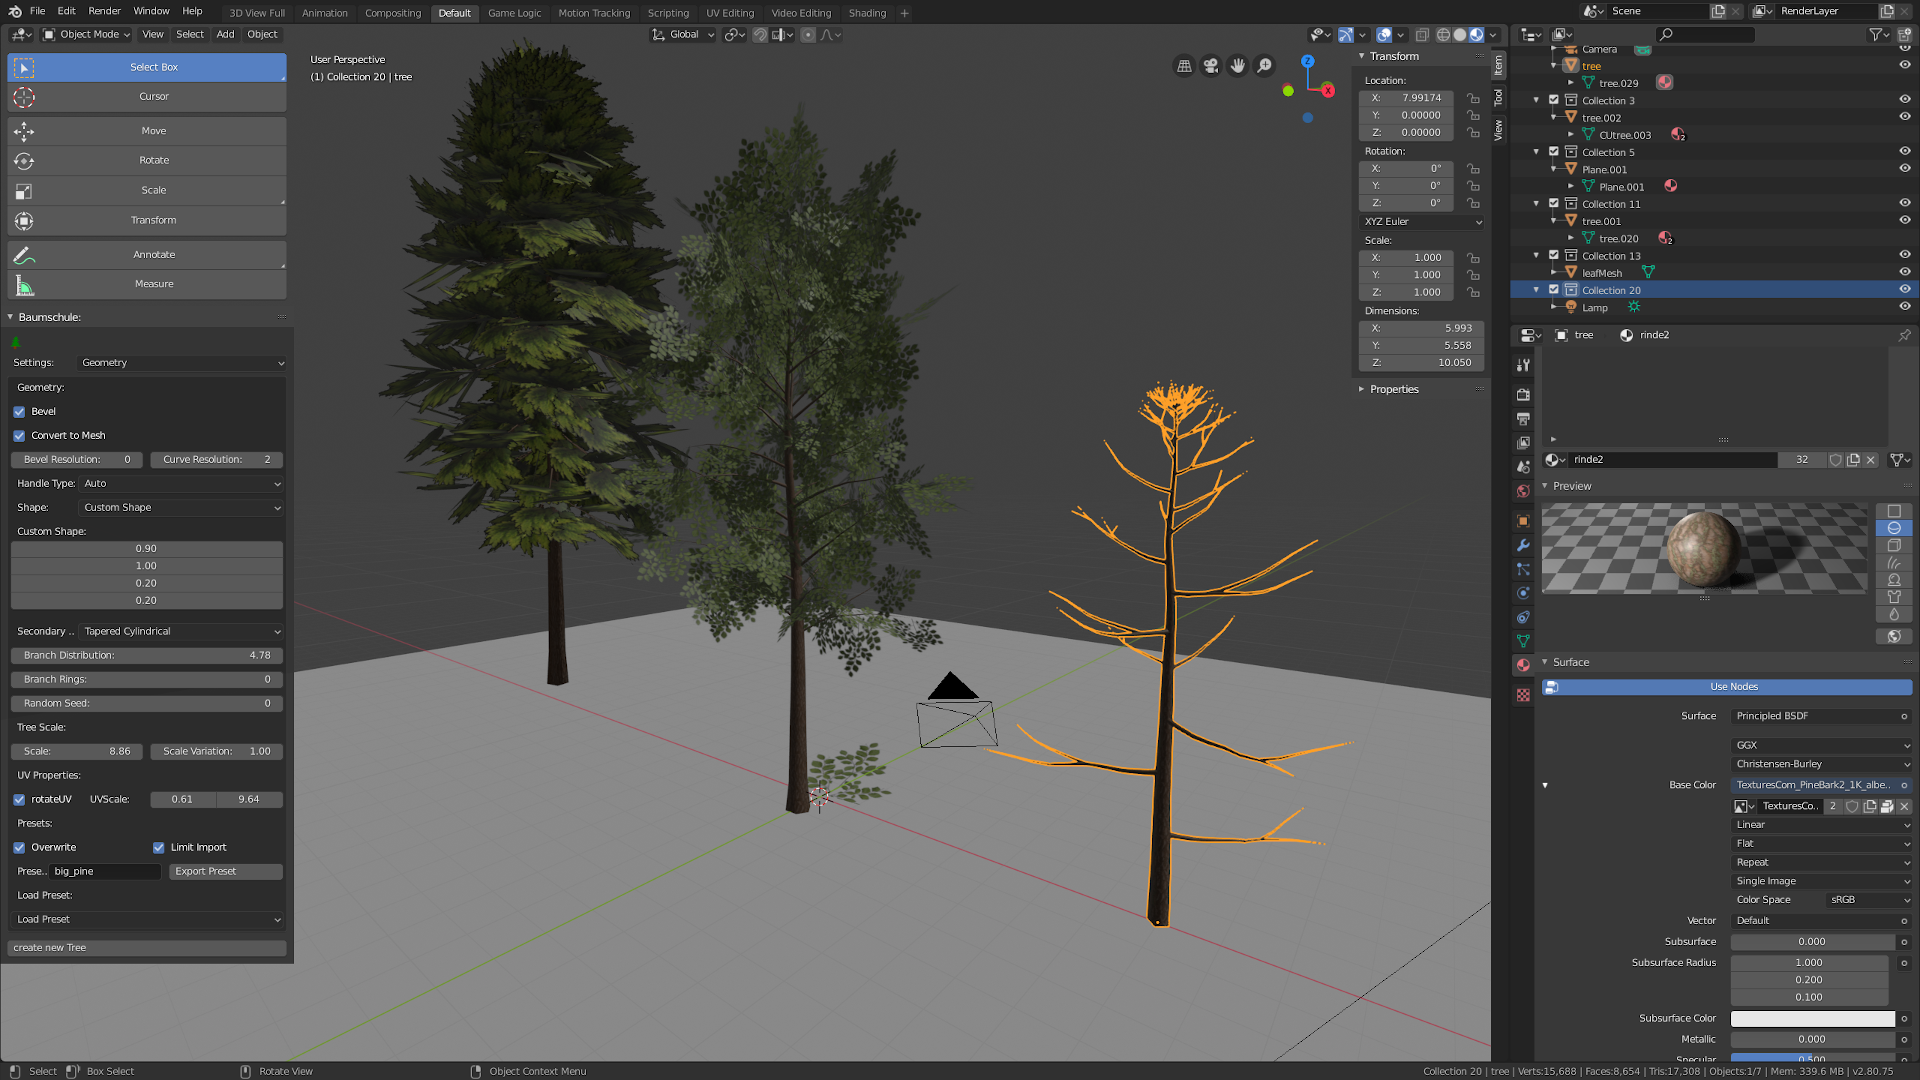 File Edit Render Window Help
3D View Full Animation Compositing Default Game Logic Motion Tracking Scripting UV Editing Video Editing Shading +
Scene RenderLayer
Object Mode View Select Add Object
Global
Select Box
Cursor
Move
Rotate
Scale
Transform
Annotate
Measure
Baumschule:
Settings: Geometry
Geometry:
Bevel
Convert to Mesh
Bevel Resolution: 0 Curve Resolution: 2
Handle Type: Auto
Shape: Custom Shape
Custom Shape:
0.90
1.00
0.20
0.20
Secondary .. Tapered Cylindrical
Branch Distribution: 4.78
Branch Rings: 0
Random Seed: 0
Tree Scale:
Scale: 8.86 Scale Variation: 1.00
UV Properties:
rotateUV UVScale: 0.61 9.64
Presets:
Overwrite Limit Import
Prese.. big_pine Export Preset
Load Preset:
Load Preset
create new Tree
User Perspective
(1) Collection 20 | tree
Z
X
Transform
Location:
X: 7.99174
Y: 0.00000
Z: 0.00000
Rotation:
X: 0°
Y: 0°
Z: 0°
XYZ Euler
Scale:
X: 1.000
Y: 1.000
Z: 1.000
Dimensions:
X: 5.993
Y: 5.558
Z: 10.050
Properties
Item
Tool
View
Camera
tree
tree.029
Collection 3
tree.002
CUtree.003 2
Collection 5
Plane.001
Plane.001
Collection 11
tree.001
tree.020 2
Collection 13
leafMesh
Collection 20
Lamp
tree rinde2
rinde2 32
Preview
Surface
Use Nodes
Surface Principled BSDF
GGX
Christensen-Burley
Base Color TexturesCom_PineBark2_1K_albe..
TexturesCo.. 2
Linear
Flat
Repeat
Single Image
Color Space sRGB
Vector Default
Subsurface 0.000
Subsurface Radius 1.000
0.200
0.100
Subsurface Color
Metallic 0.000
Specular 0.500
Select Box Select Rotate View Object Context Menu
Collection 20 | tree | Verts:15,688 | Faces:8,654 | Tris:17,308 | Objects:1/7 | Mem: 339.6 MB | v2.80.75